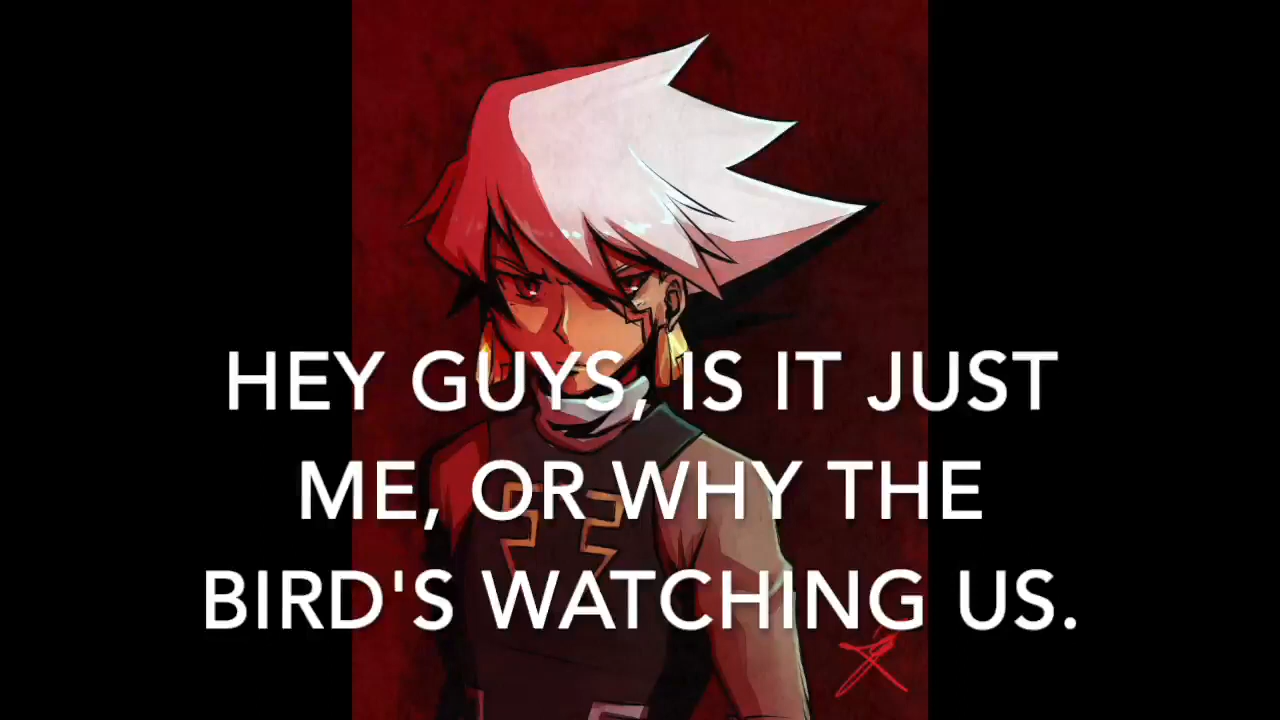 HEY GUYS, IS IT JUST
ME, OR WHY THE
BIRD'S WATCHING US.